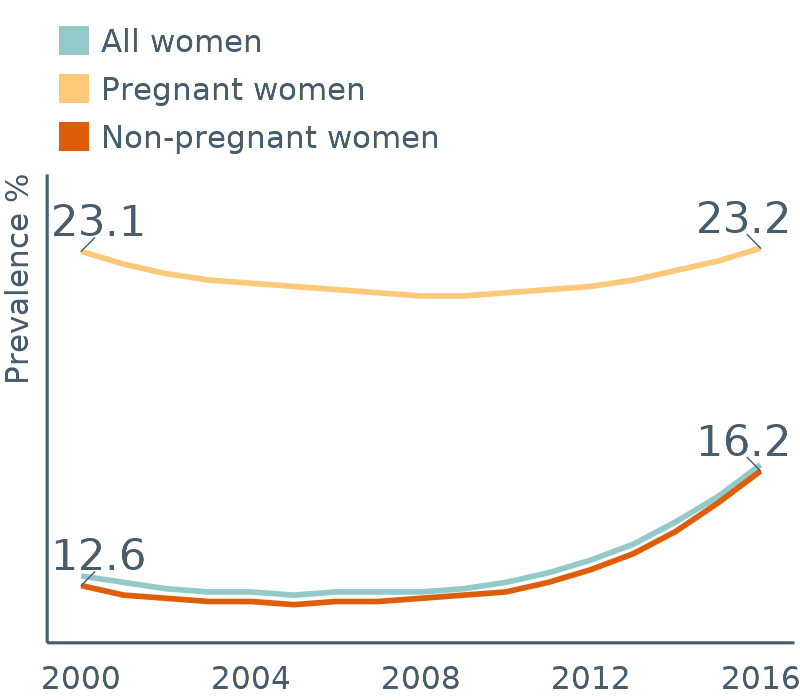 All women
Pregnant women
Non-pregnant women
Prevalence %
23.1
23.2
16.2
12.6
2000 2004 2008 2012 2016